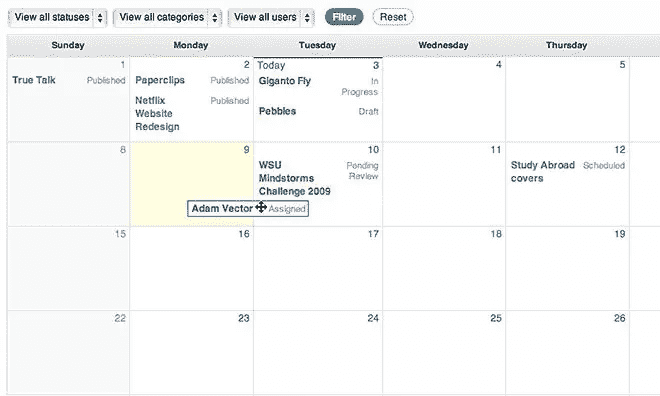 View all statuses View all categories View all users Filter Reset
Sunday Monday Tuesday Wednesday Thursday
1 2 Today 3 4 5
True Talk Published Paperclips Published Giganto Fly In
Progress
Netflix Published
Website Pebbles Draft
Redesign
8 9 10 11 12
WSU Pending Study Abroad Scheduled
Mindstorms Review covers
Challenge 2009
Adam Vector Assigned
15 16 17 18 19
22 23 24 25 26